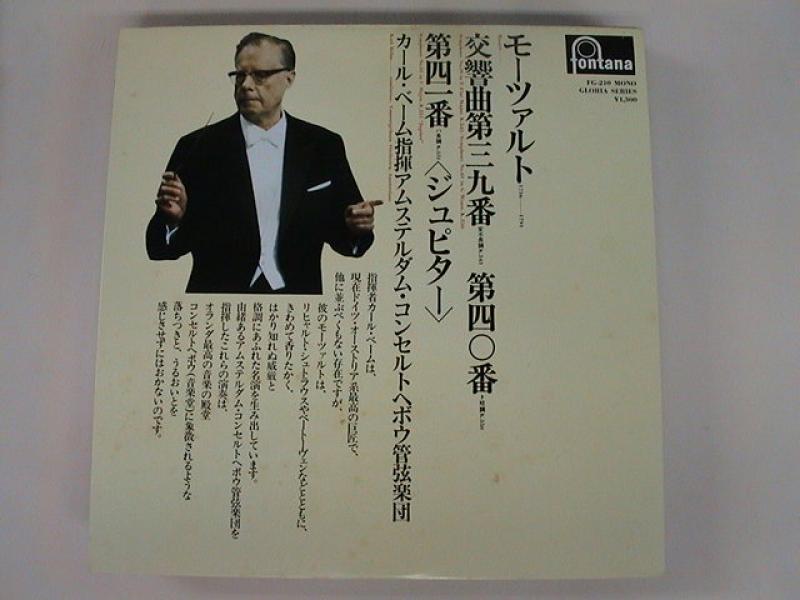 fontana
FG-210 MONO
GLORIA SERIES
¥1,300
モーツァルト
交響曲第三九番 第四〇番
第四一番〈ジュピター〉
カール・ベーム指揮アムステルダム・コンセルトヘボウ管弦楽団
指揮者カール・ベームは、
現在ドイツ・オーストリア系最高の巨匠で、
他に並ぶべくもない存在ですが、
彼のモーツァルトは、
リヒャルト・シュトラウスやベートーヴェンなどとともに、
きわめて香りたかく、
はかり知れぬ威厳と
格調にあふれた名演を生み出しています。
由緒あるアムステルダム・コンセルトヘボウ管弦楽団を
指揮したこれらの演奏は、
オランダ最高の音楽の殿堂
コンセルトヘボウ（音楽堂）に象徴されるような
落ちつきと、うるおいとを
感じさせずにはおかないのです。